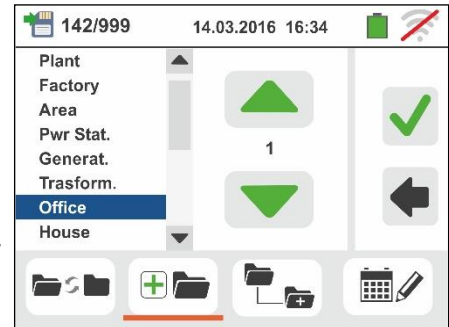 142/999 14.03.2016 16:34
Plant
Factory
Area
Pwr Stat.
Generat.
Trasform.
Office
House
1